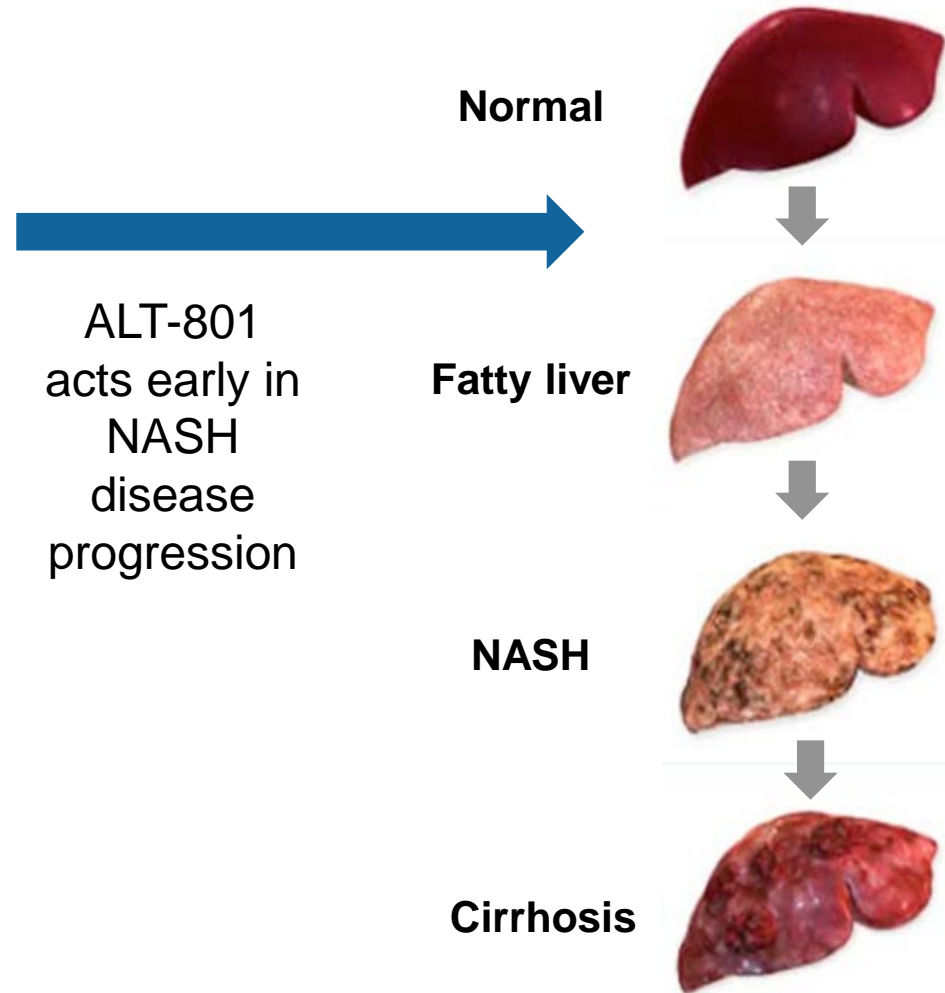 Normal
ALT-801
acts early in
NASH
disease
progression
Fatty liver
NASH
Cirrhosis